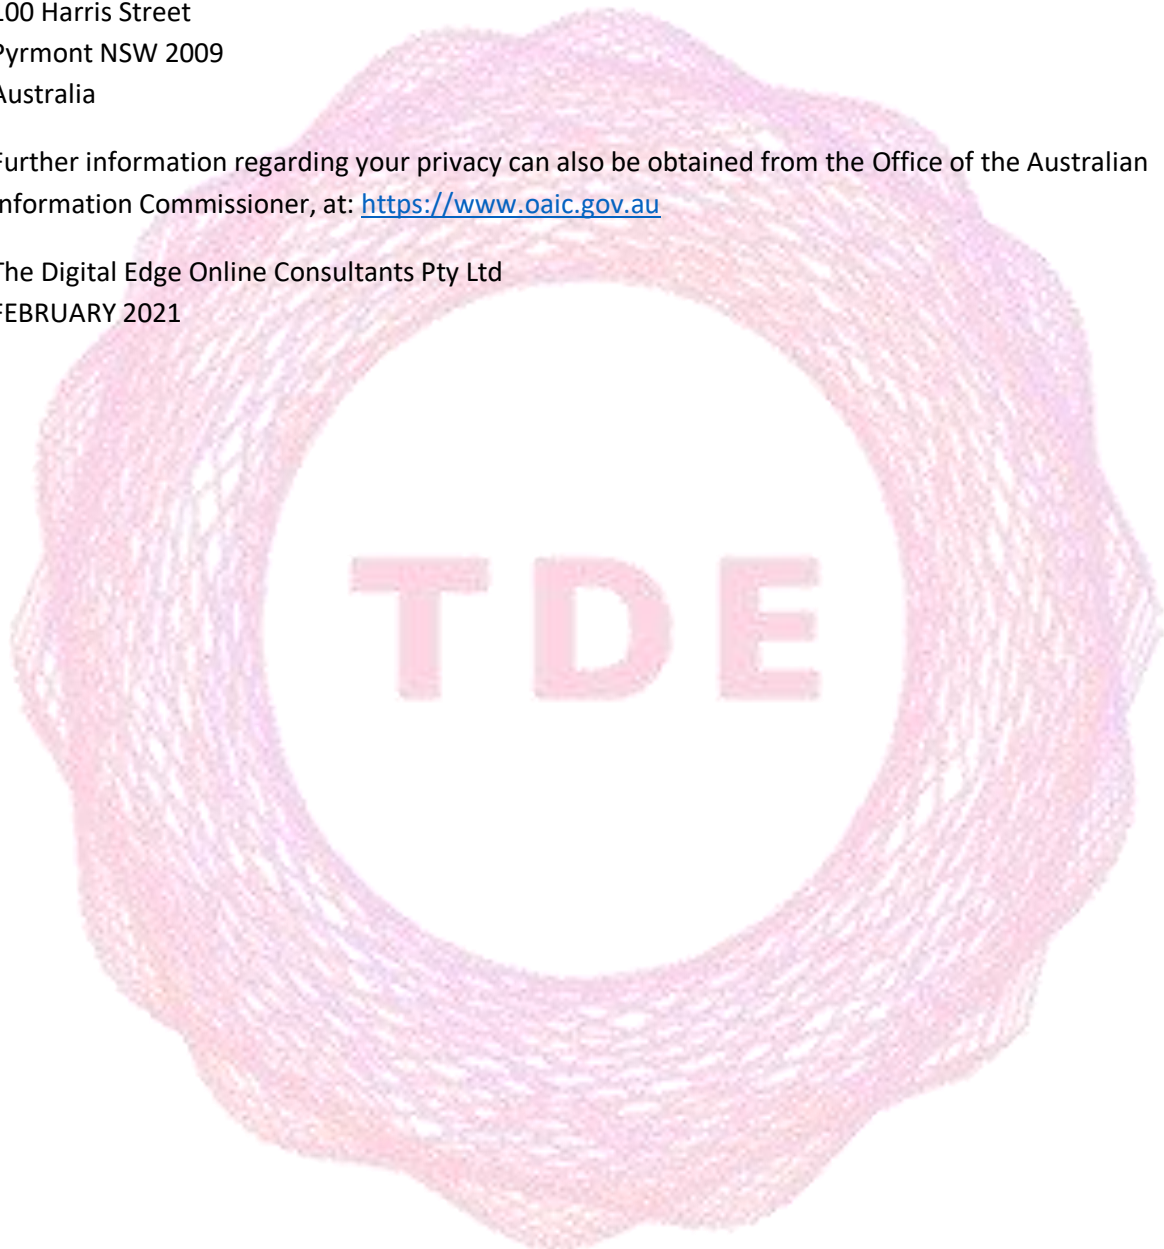 100 Harris Street
Pyrmont NSW 2009
Australia
Further information regarding your privacy can also be obtained from the Office of the Australian
Information Commissioner, at: https://www.oaic.gov.au
The Digital Edge Online Consultants Pty Ltd
FEBRUARY 2021
TDE